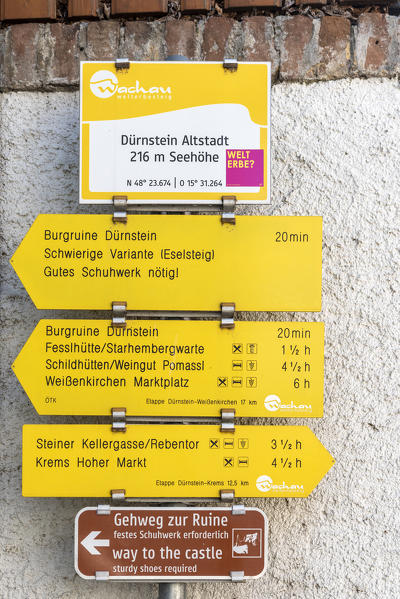 Wachau
welterbesteig
Dürnstein Altstadt
216 m Seehöhe
WELT
ERBE?
N 48° 23.674 | O 15° 31.264
Burgruine Dürnstein 20min
Schwierige Variante (Eselsteig)
Gutes Schuhwerk nötig!
Burgruine Dürnstein 20min
Fesslhütte/Starhembergwarte 1 ½ h
Schildhütten/Weingut Pomassl 4 ½ h
Weißenkirchen Marktplatz 6 h
ÖTK Etappe Dürnstein-Weißenkirchen 17 km Wachau
Steiner Kellergasse/Rebentor 3 ½ h
Krems Hoher Markt 4 ½ h
Etappe Dürnstein-Krems 12,5 km Wachau
Gehweg zur Ruine
festes Schuhwerk erforderlich
way to the castle
sturdy shoes required